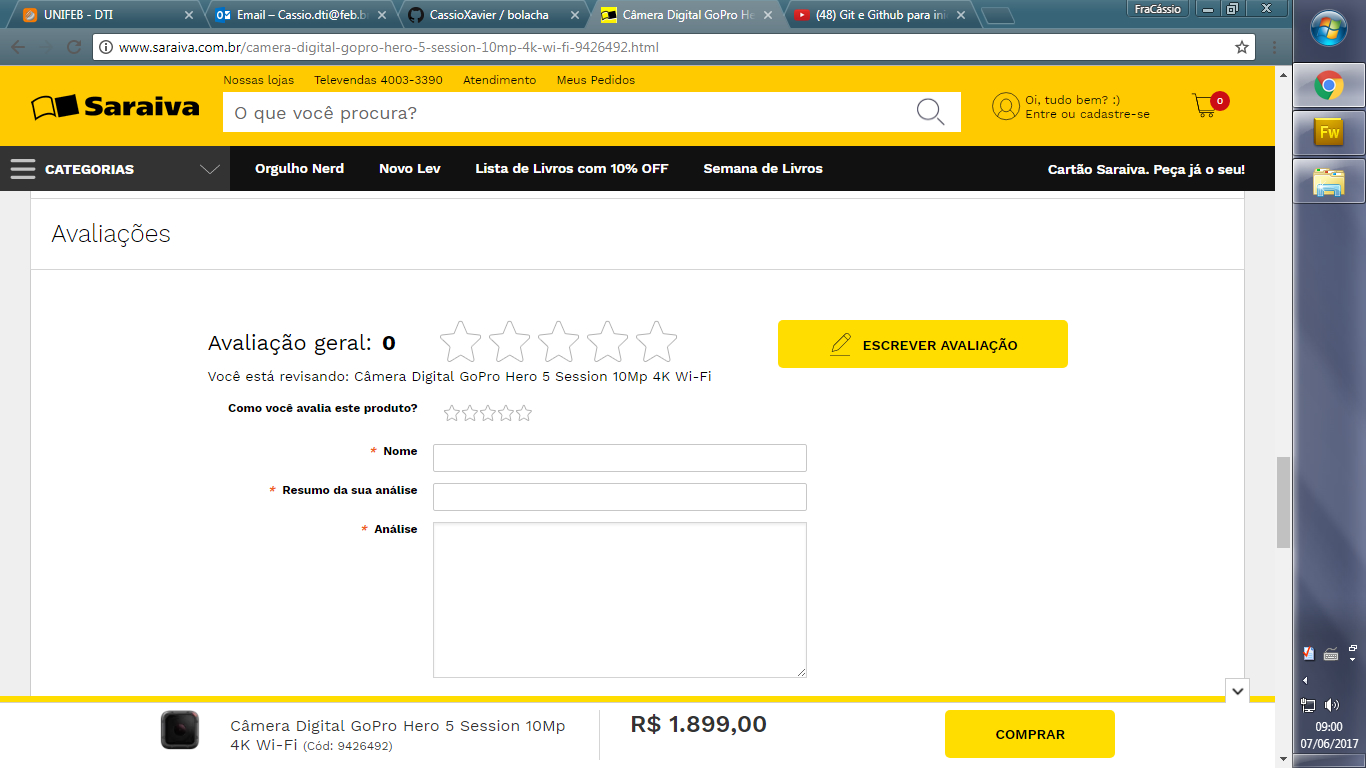 UNIFEB - DTI
Email – Cassio.dti@feb.b
CassioXavier / bolacha
Câmera Digital GoPro He
(48) Git e Github para ini
FraCássio
www.saraiva.com.br/camera-digital-gopro-hero-5-session-10mp-4k-wi-fi-9426492.html
Nossas lojas Televendas 4003-3390 Atendimento Meus Pedidos
Saraiva
O que você procura?
Oi, tudo bem? :)
Entre ou cadastre-se
0
CATEGORIAS
Orgulho Nerd Novo Lev Lista de Livros com 10% OFF Semana de Livros Cartão Saraiva. Peça já o seu!
Avaliações
Avaliação geral: 0
ESCREVER AVALIAÇÃO
Você está revisando: Câmera Digital GoPro Hero 5 Session 10Mp 4K Wi-Fi
Como você avalia este produto?
* Nome
* Resumo da sua análise
* Análise
Câmera Digital GoPro Hero 5 Session 10Mp
4K Wi-Fi (Cód: 9426492)
R$ 1.899,00
COMPRAR
Fw
09:00
07/06/2017